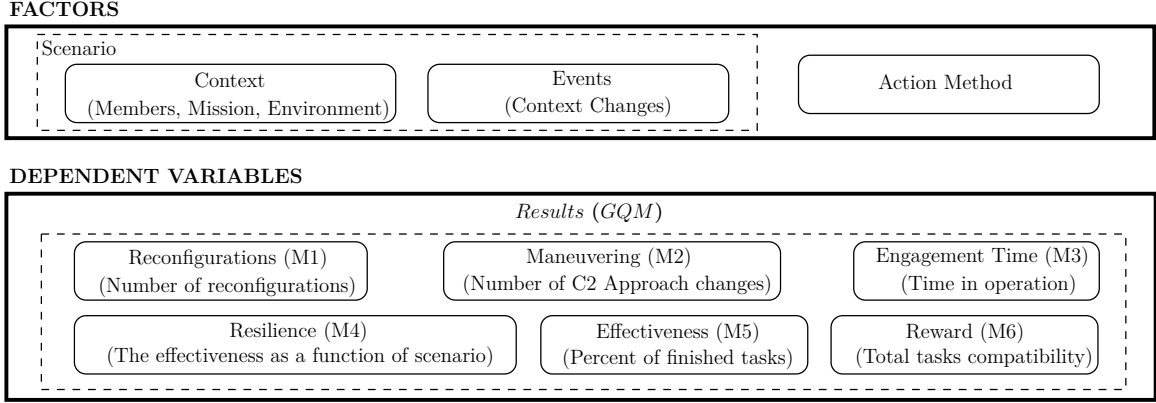 FACTORS
Scenario
Context
(Members, Mission, Environment)
Events
(Context Changes)
Action Method
DEPENDENT VARIABLES
Results (GQM)
Reconfigurations (M1)
(Number of reconfigurations)
Maneuvering (M2)
(Number of C2 Approach changes)
Engagement Time (M3)
(Time in operation)
Resilience (M4)
(The effectiveness as a function of scenario)
Effectiveness (M5)
(Percent of finished tasks)
Reward (M6)
(Total tasks compatibility)